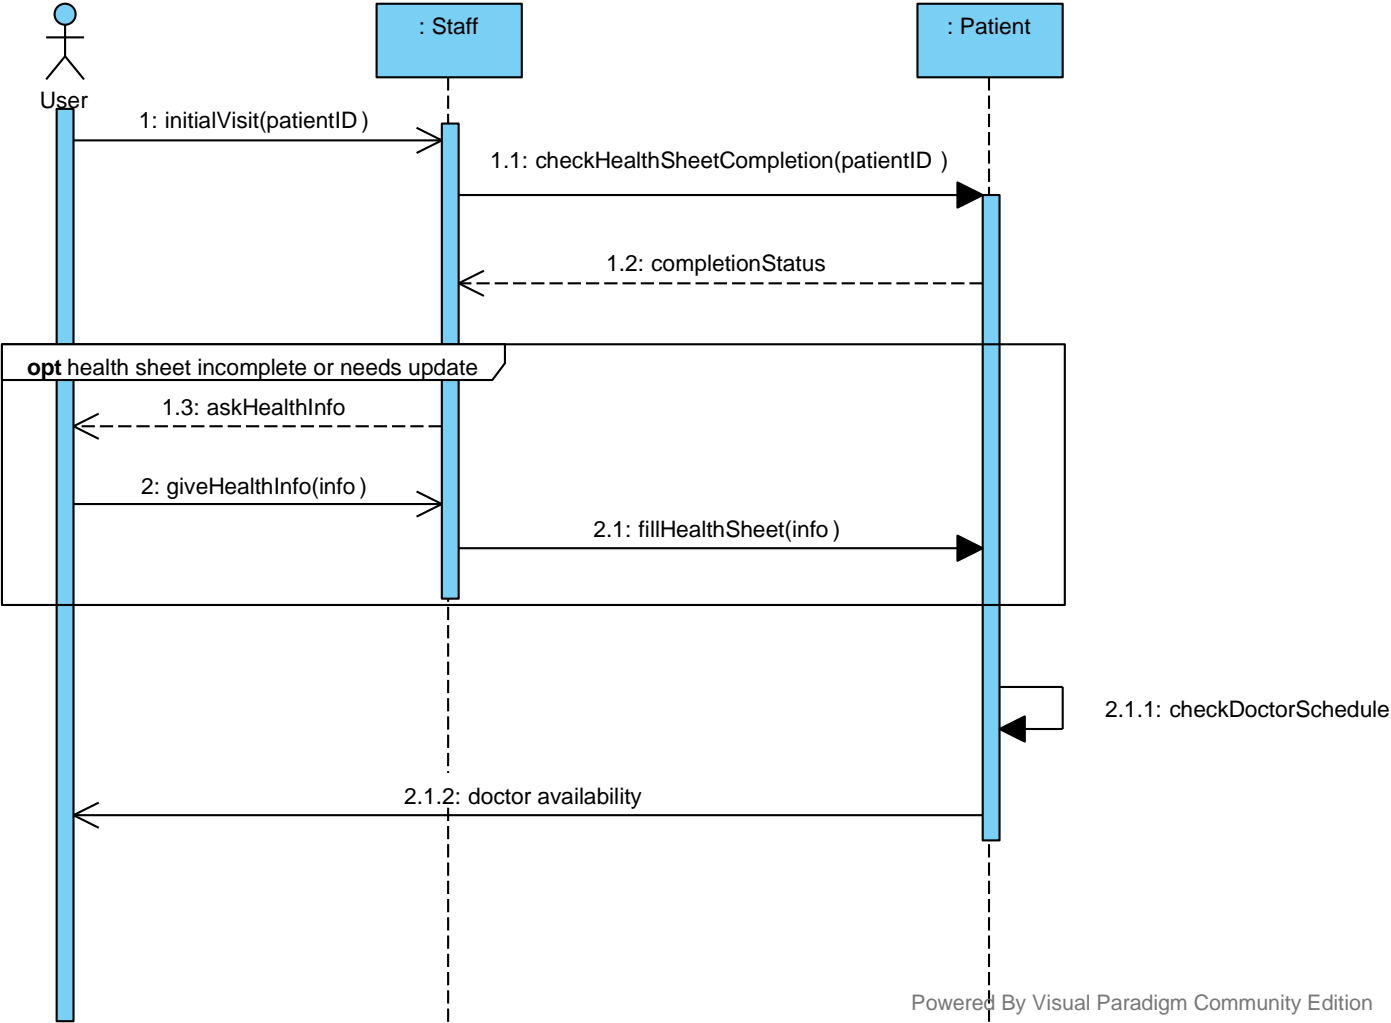 : Staff
: Patient
User
1: initialVisit(patientID )
1.1: checkHealthSheetCompletion(patientID )
1.2: completionStatus
opt health sheet incomplete or needs update
1.3: askHealthInfo
2: giveHealthInfo(info )
2.1: fillHealthSheet(info )
2.1.1: checkDoctorSchedule
2.1.2: doctor availability
Powered By Visual Paradigm Community Edition